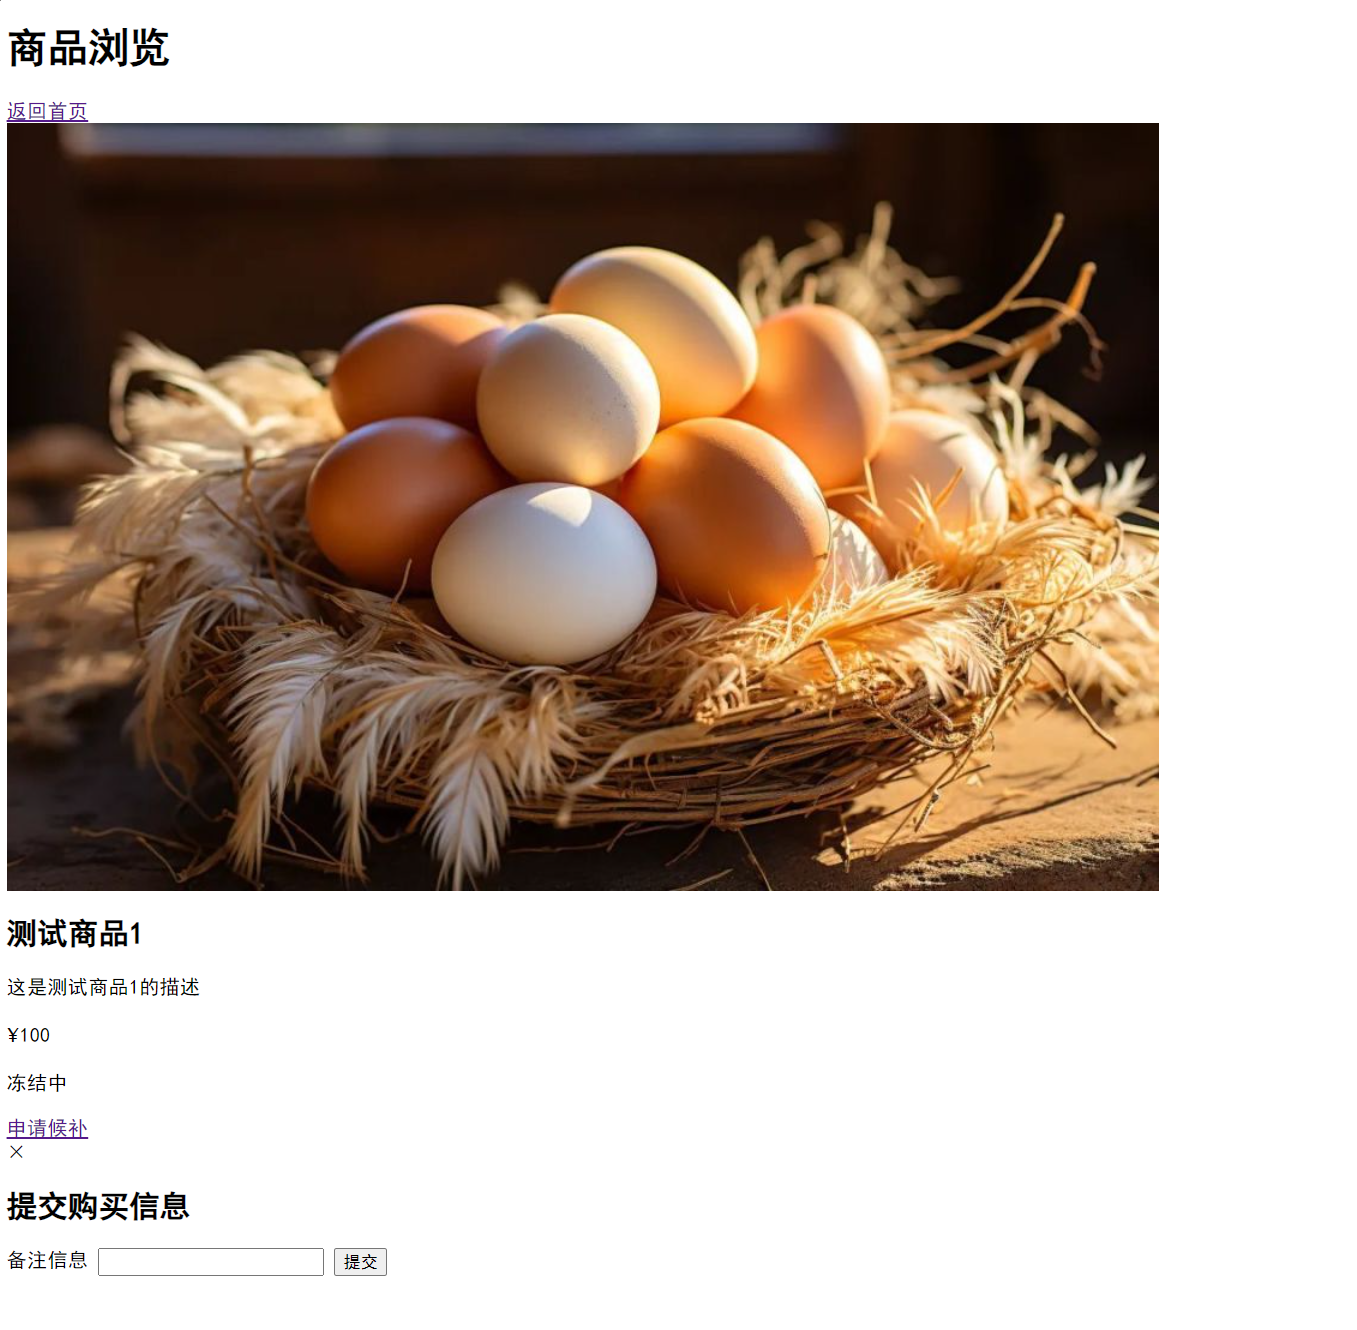 商品浏览
返回首页
测试商品1
这是测试商品1的描述
¥100
冻结中
申请候补
×
提交购买信息
备注信息 提交